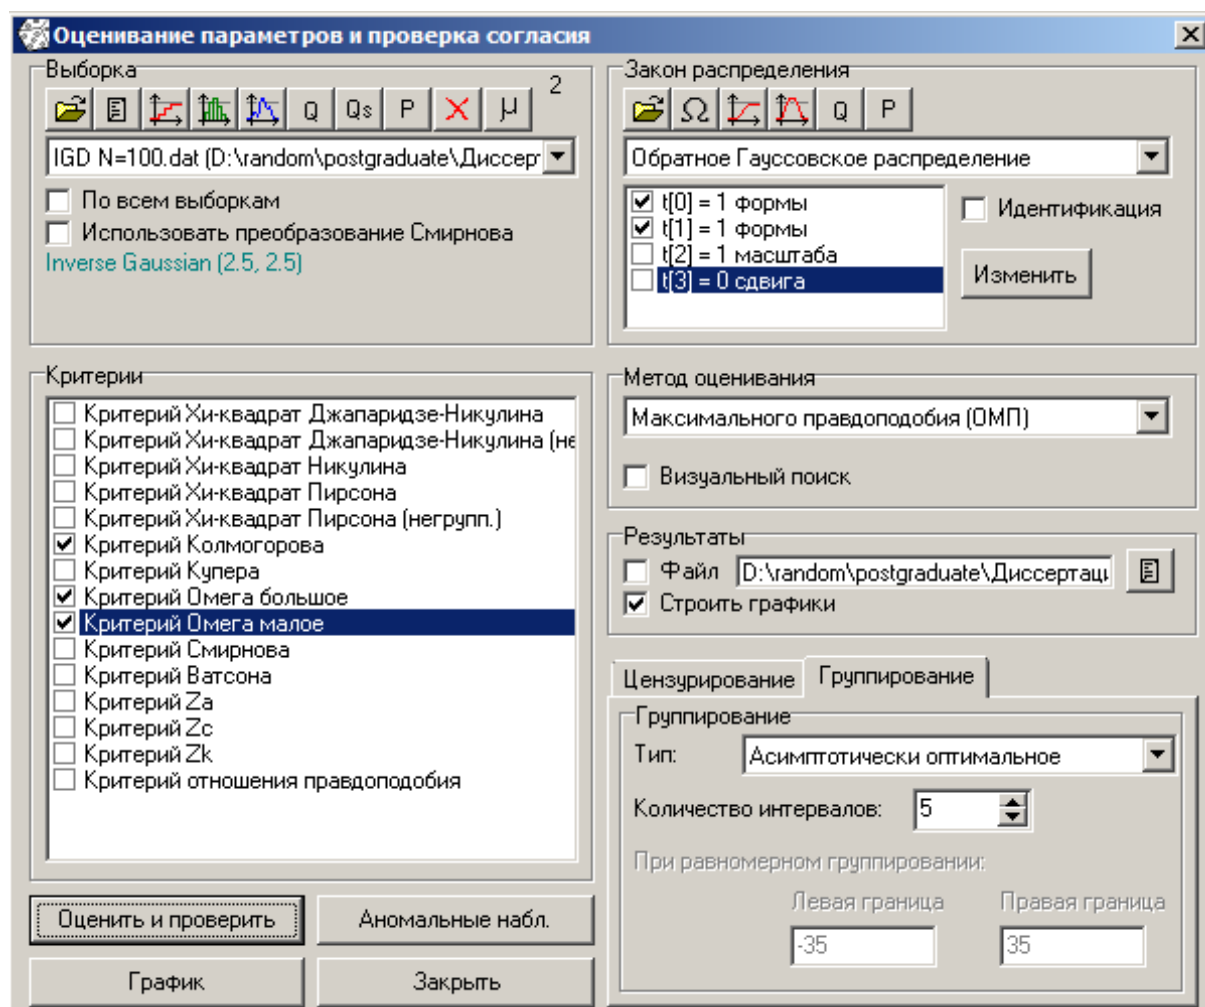 Оценивание параметров и проверка согласия
Выборка
2
Q Qs P μ
IGD N=100.dat (D:\random\postgraduate\Диссерт
По всем выборкам
Использовать преобразование Смирнова
Inverse Gaussian (2.5, 2.5)
Закон распределения
Ω Q P
Обратное Гауссовское распределение
t[0] = 1 формы
t[1] = 1 формы
t[2] = 1 масштаба
t[3] = 0 сдвига
Идентификация
Изменить
Критерии
Критерий Хи-квадрат Джапаридзе-Никулина
Критерий Хи-квадрат Джапаридзе-Никулина (не
Критерий Хи-квадрат Никулина
Критерий Хи-квадрат Пирсона
Критерий Хи-квадрат Пирсона (негрупп.)
Критерий Колмогорова
Критерий Купера
Критерий Омега большое
Критерий Омега малое
Критерий Смирнова
Критерий Ватсона
Критерий Za
Критерий Zc
Критерий Zk
Критерий отношения правдоподобия
Метод оценивания
Максимального правдоподобия (ОМП)
Визуальный поиск
Результаты
Файл D:\random\postgraduate\Диссертаци
Строить графики
Цензурирование Группирование
Группирование
Тип: Асимптотически оптимальное
Количество интервалов: 5
При равномерном группировании:
Левая граница Правая граница
-35 35
Оценить и проверить Аномальные набл.
График Закрыть